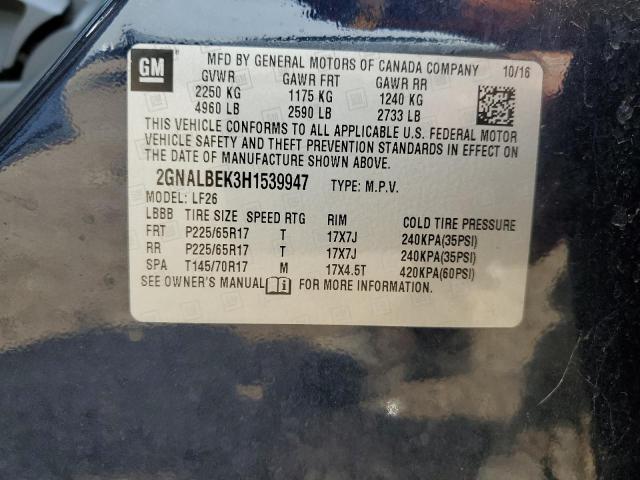 GM
MFD BY GENERAL MOTORS OF CANADA COMPANY 10/16
GVWR GAWR FRT GAWR RR
2250 KG 1175 KG 1240 KG
4960 LB 2590 LB 2733 LB
THIS VEHICLE CONFORMS TO ALL APPLICABLE U.S. FEDERAL MOTOR
VEHICLE SAFETY AND THEFT PREVENTION STANDARDS IN EFFECT ON
THE DATE OF MANUFACTURE SHOWN ABOVE.
2GNALBEK3H1539947 TYPE: M.P.V.
MODEL: LF26
LBBB TIRE SIZE SPEED RTG RIM COLD TIRE PRESSURE
FRT P225/65R17 T 17X7J 240KPA(35PSI)
RR P225/65R17 T 17X7J 240KPA(35PSI)
SPA T145/70R17 M 17X4.5T 420KPA(60PSI)
SEE OWNER'S MANUAL FOR MORE INFORMATION.